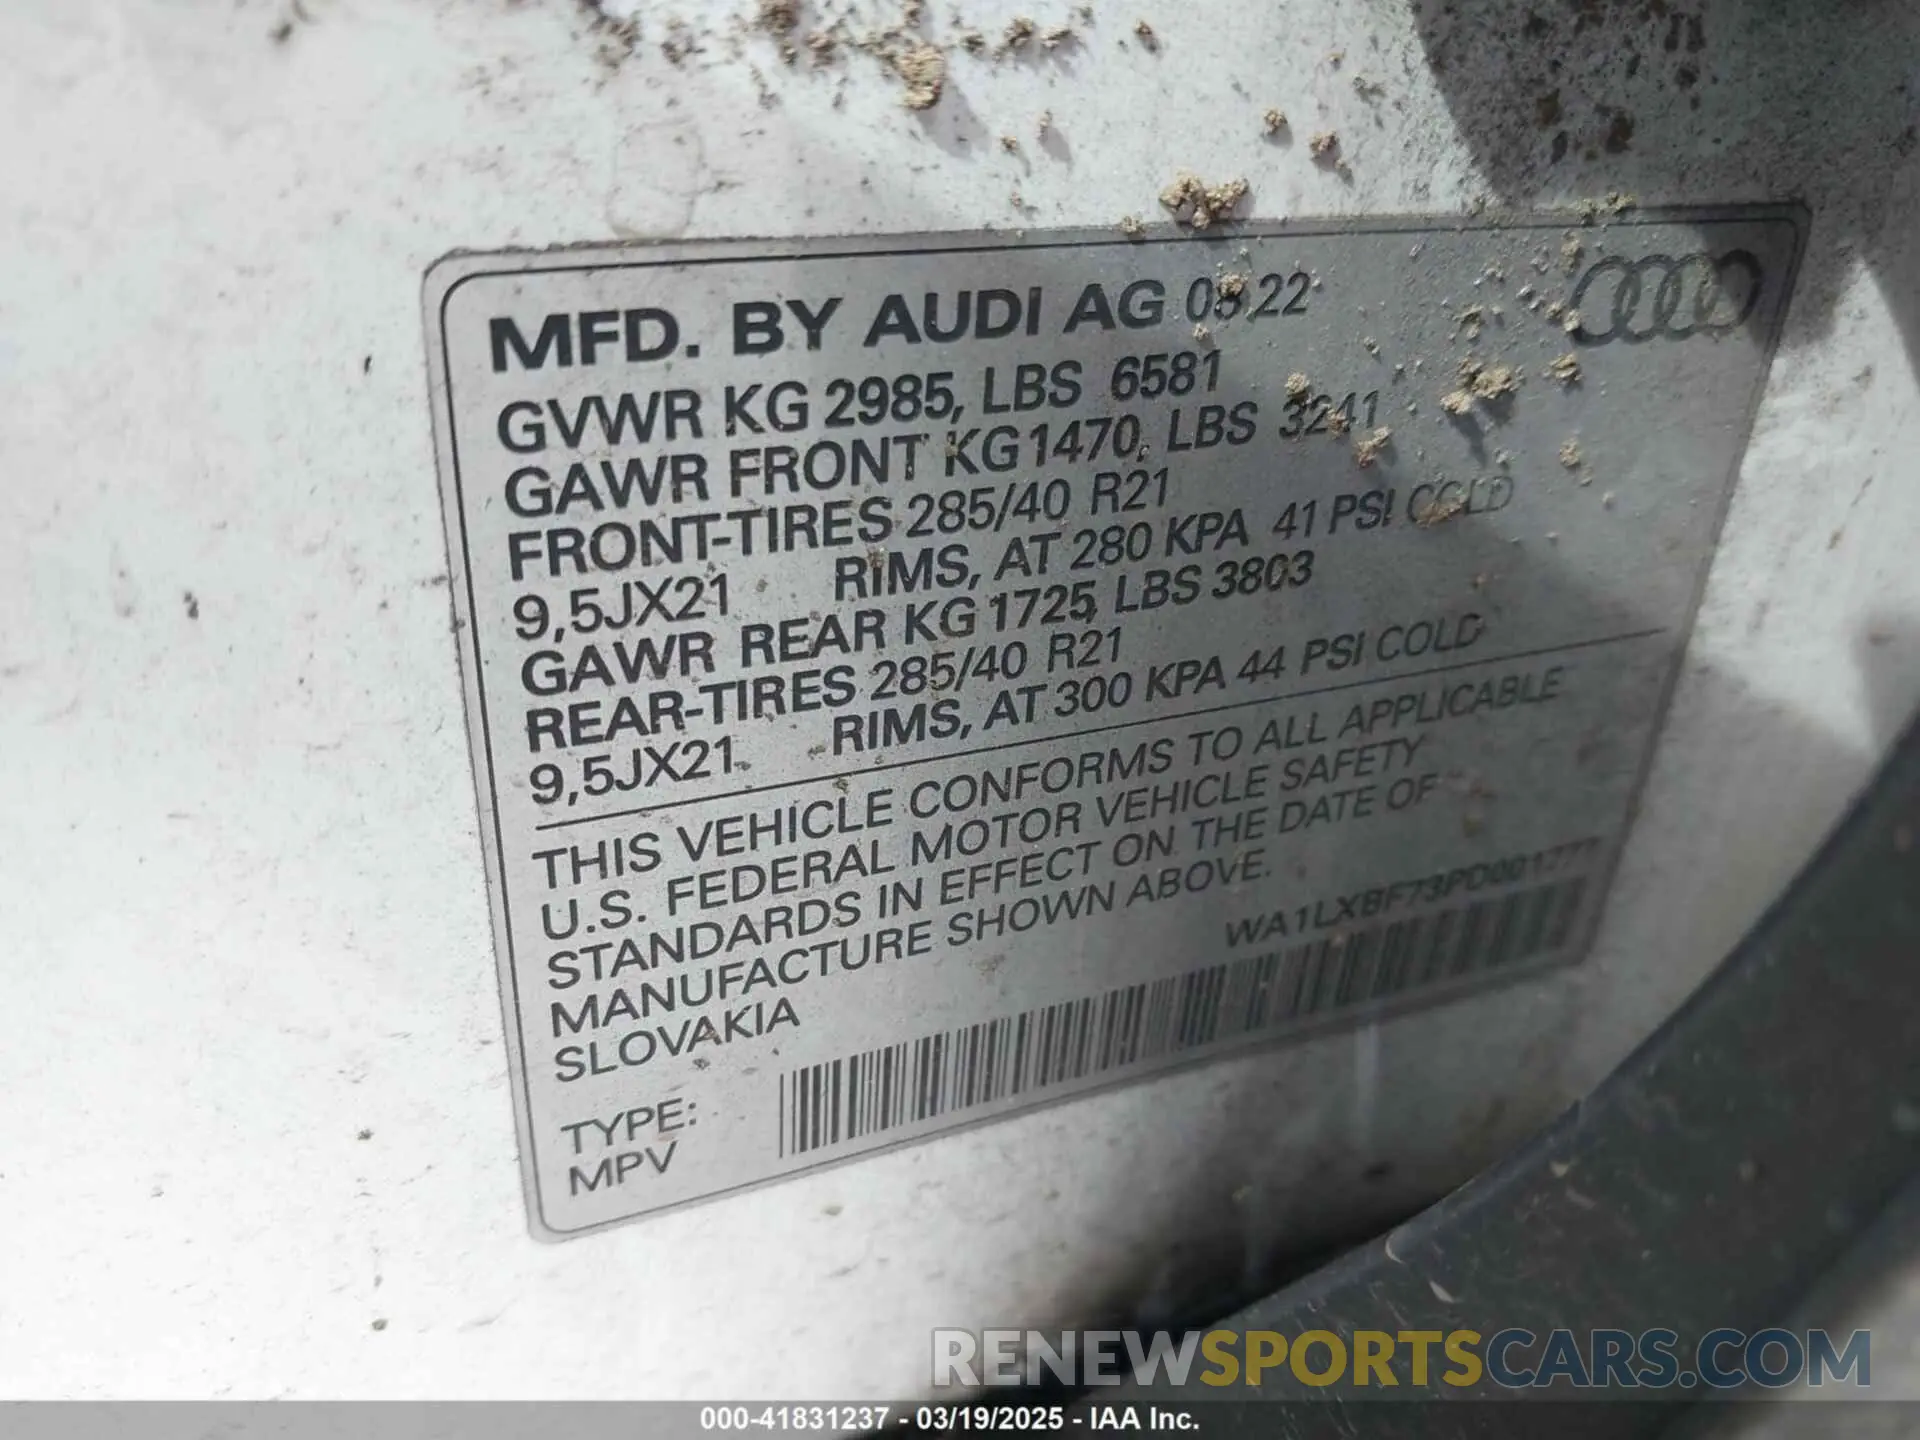 MFD. BY AUDI AG 08.22
GVWR KG 2985, LBS 6581
GAWR FRONT KG 1470, LBS 3241
FRONT-TIRES 285/40 R21
9,5JX21 RIMS, AT 280 KPA 41 PSI COLD
GAWR REAR KG 1725, LBS 3803
REAR-TIRES 285/40 R21
9,5JX21 RIMS, AT 300 KPA 44 PSI COLD
THIS VEHICLE CONFORMS TO ALL APPLICABLE
U.S. FEDERAL MOTOR VEHICLE SAFETY
STANDARDS IN EFFECT ON THE DATE OF
MANUFACTURE SHOWN ABOVE.
SLOVAKIA
WA1LXBF73PD001777
TYPE:
MPV
RENEWSPORTSCARS.COM
000-41831237 - 03/19/2025 - IAA Inc.